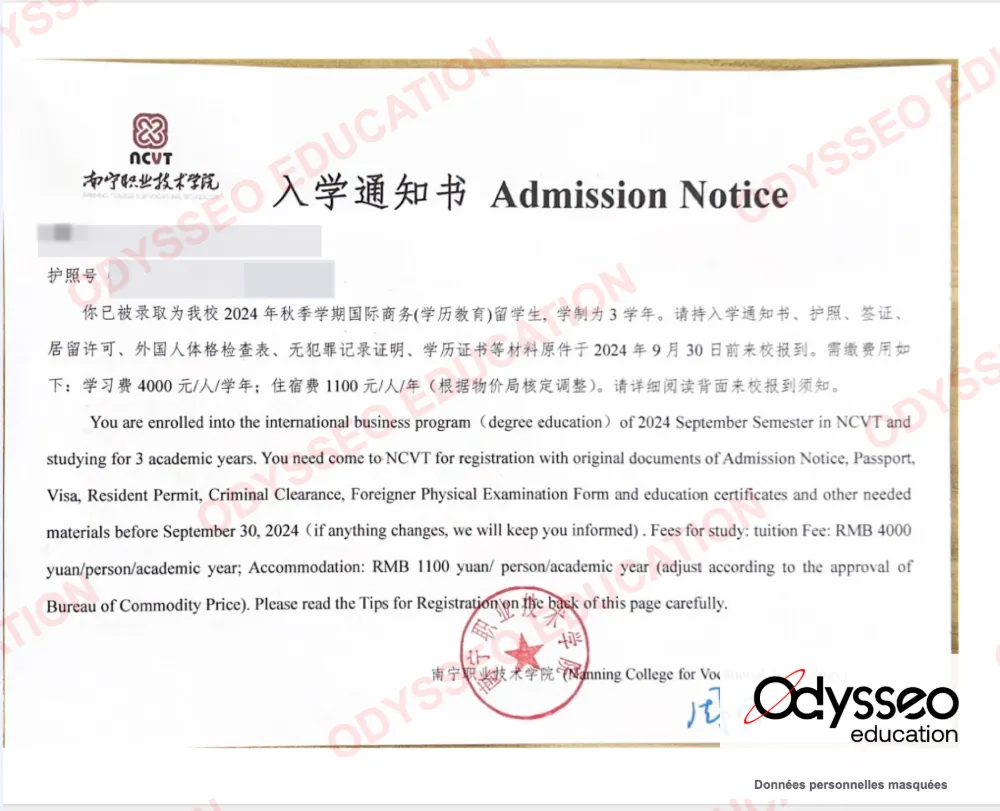 NCVT
南宁职业技术学院
入学通知书 Admission Notice
护照号
你已被录取为我校 2024 年秋季学期国际商务(学历教育)留学生, 学制为 3 学年。请持入学通知书、护照、签证、
居留许可、外国人体格检查表、无犯罪记录证明、学历证书等材料原件于 2024 年 9 月 30 日前来校报到。需缴费用如
下：学习费 4000 元/人/学年；住宿费 1100 元/人/年（根据物价局核定调整）。请详细阅读背面来校报到须知。
You are enrolled into the international business program（degree education）of 2024 September Semester in NCVT and
studying for 3 academic years. You need come to NCVT for registration with original documents of Admission Notice, Passport,
Visa, Resident Permit, Criminal Clearance, Foreigner Physical Examination Form and education certificates and other needed
materials before September 30, 2024（if anything changes, we will keep you informed) . Fees for study: tuition Fee: RMB 4000
yuan/person/academic year; Accommodation: RMB 1100 yuan/ person/academic year (adjust according to the approval of
Bureau of Commodity Price). Please read the Tips for Registration on the back of this page carefully.
南宁职业技术学院
南宁职业技术学院 (Nanning College for
Odysseo
education
Données personnelles masquées
ODYSSEO EDUCATION